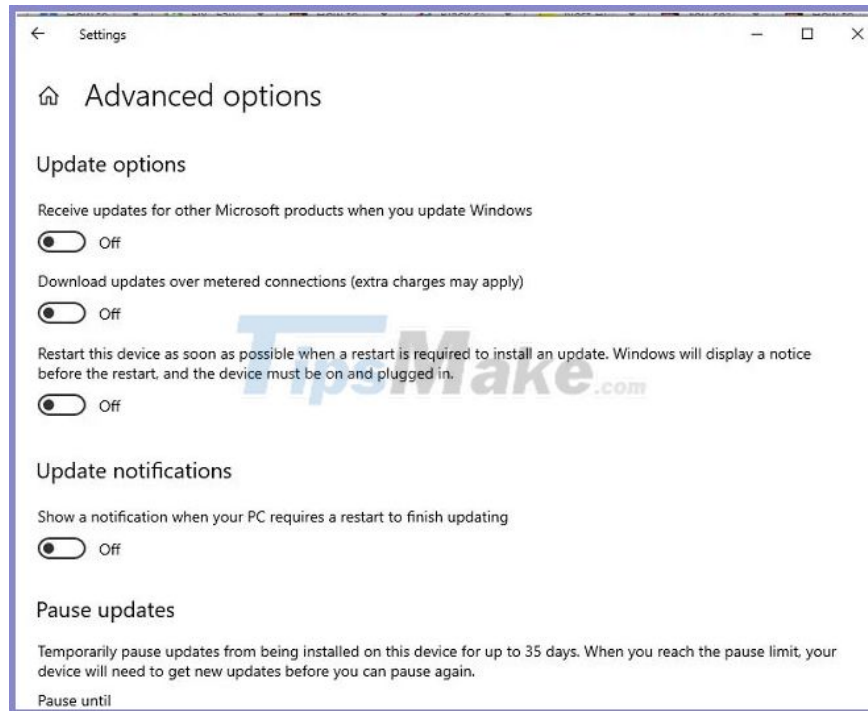 Settings
Advanced options
Update options
Receive updates for other Microsoft products when you update Windows
Off
Download updates over metered connections (extra charges may apply)
Off
TipsMake.com
Restart this device as soon as possible when a restart is required to install an update. Windows will display a notice
before the restart, and the device must be on and plugged in.
Off
Update notifications
Show a notification when your PC requires a restart to finish updating
Off
Pause updates
Temporarily pause updates from being installed on this device for up to 35 days. When you reach the pause limit, your
device will need to get new updates before you can pause again.
Pause until